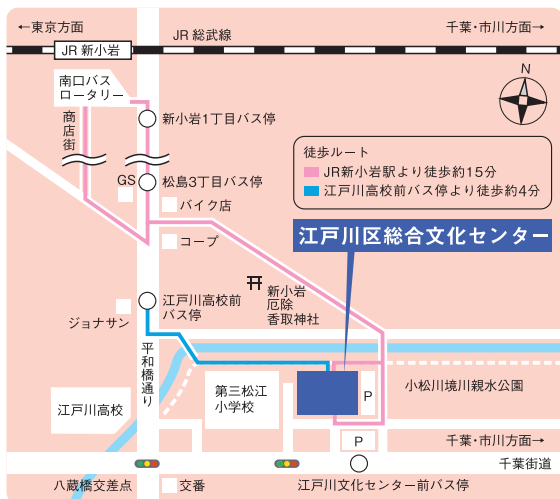 ←東京方面
千葉・市川方面→
JR 総武線
JR 新小岩
南口バス
ロータリー
N
商店街
新小岩1丁目バス停
徒歩ルート
JR新小岩駅より徒歩約15分
江戸川高校前バス停より徒歩約4分
GS
松島3丁目バス停
バイク店
コープ
江戸川区総合文化センター
新小岩
厄除
香取神社
江戸川高校前
バス停
ジョナサン
平和橋通り
第三松江
小学校
P
小松川境川親水公園
江戸川高校
P
千葉・市川方面→
千葉街道
八蔵橋交差点
交番
江戸川文化センター前バス停